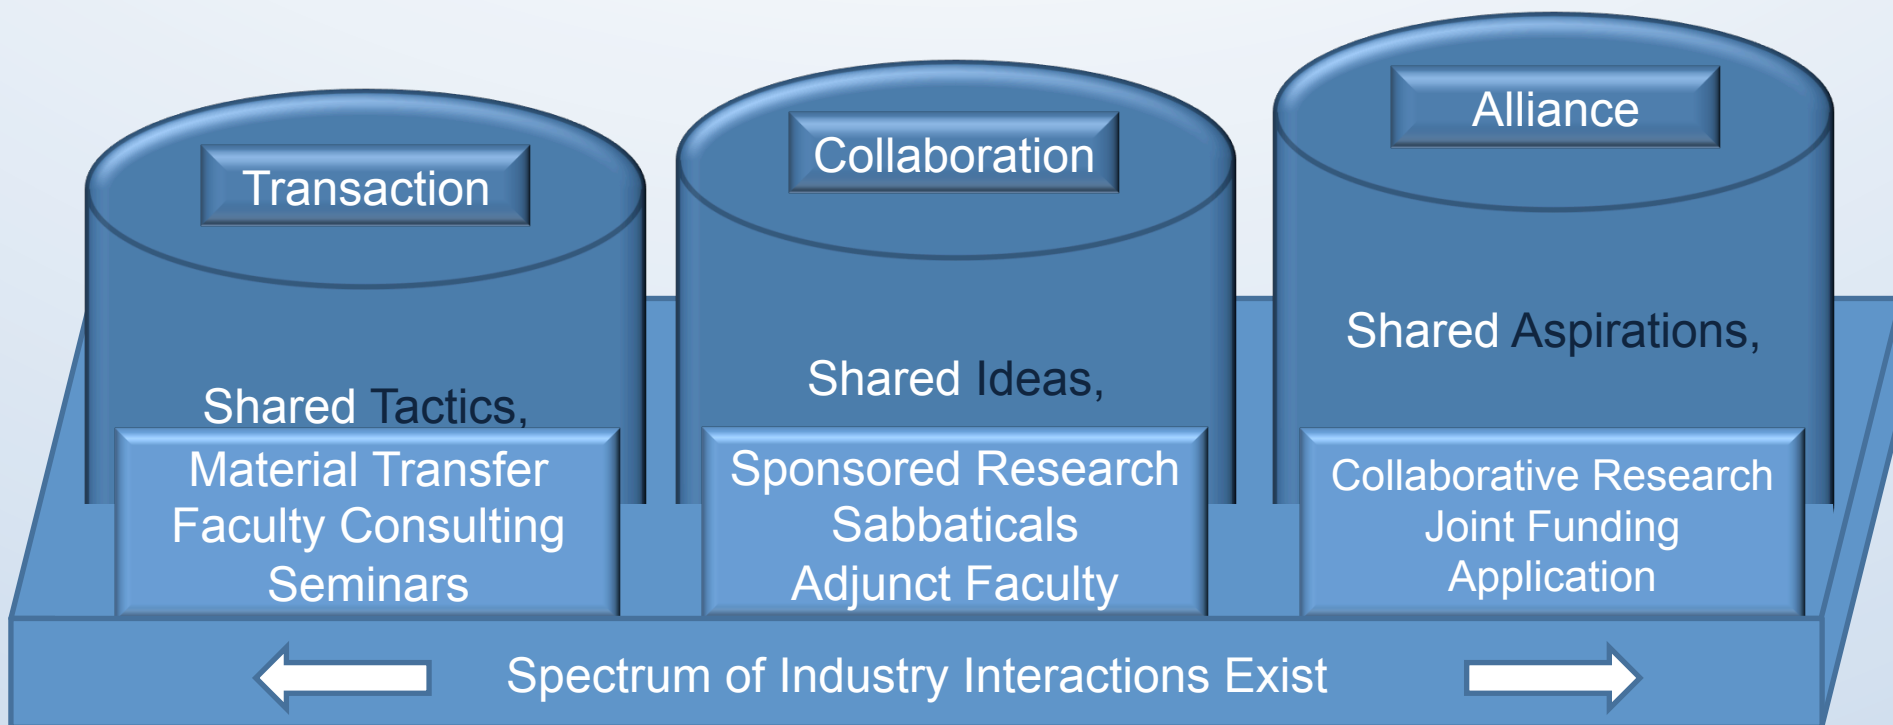 Transaction
Shared Tactics,
Material Transfer
Faculty Consulting
Seminars
Collaboration
Shared Ideas,
Sponsored Research
Sabbaticals
Adjunct Faculty
Alliance
Shared Aspirations,
Collaborative Research
Joint Funding
Application
Spectrum of Industry Interactions Exist